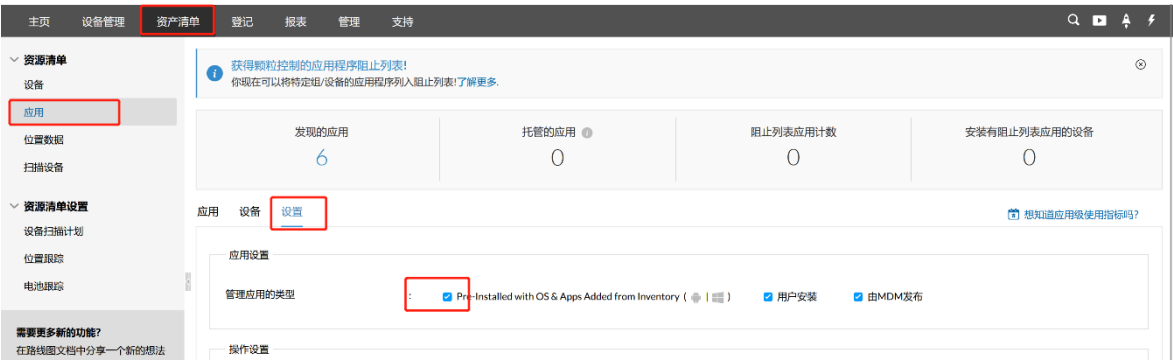 主页 设备管理 资产清单 登记 报表 管理 支持
资源清单
设备
应用
位置数据
扫描设备
资源清单设置
设备扫描计划
位置跟踪
电池跟踪
需要更多新的功能?
在路线图文档中分享一个新的想法
获得颗粒控制的应用程序阻止列表!
你现在可以将特定组/设备的应用程序列入阻止列表!了解更多.
发现的应用 托管的应用 阻止列表应用计数 安装有阻止列表应用的设备
6 0 0 0
应用 设备 设置 想知道应用级使用指标吗?
应用设置
管理应用的类型 : Pre-Installed with OS & Apps Added from Inventory ( | ) 用户安装 由MDM发布
操作设置